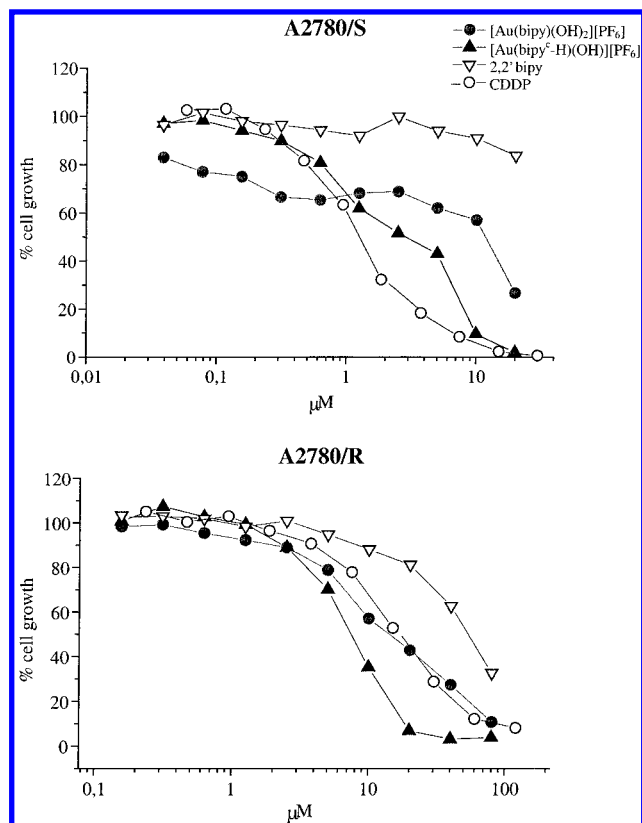 A2780/S
[Au(bipy)(OH)₂][PF₆]
[Au(bipyᶜ-H)(OH)][PF₆]
2,2' bipy
CDDP
120
100
80
60
40
20
0
% cell growth
0,01 0,1 1 10
μM
A2780/R
120
100
80
60
40
20
0
% cell growth
0,1 1 10 100
μM